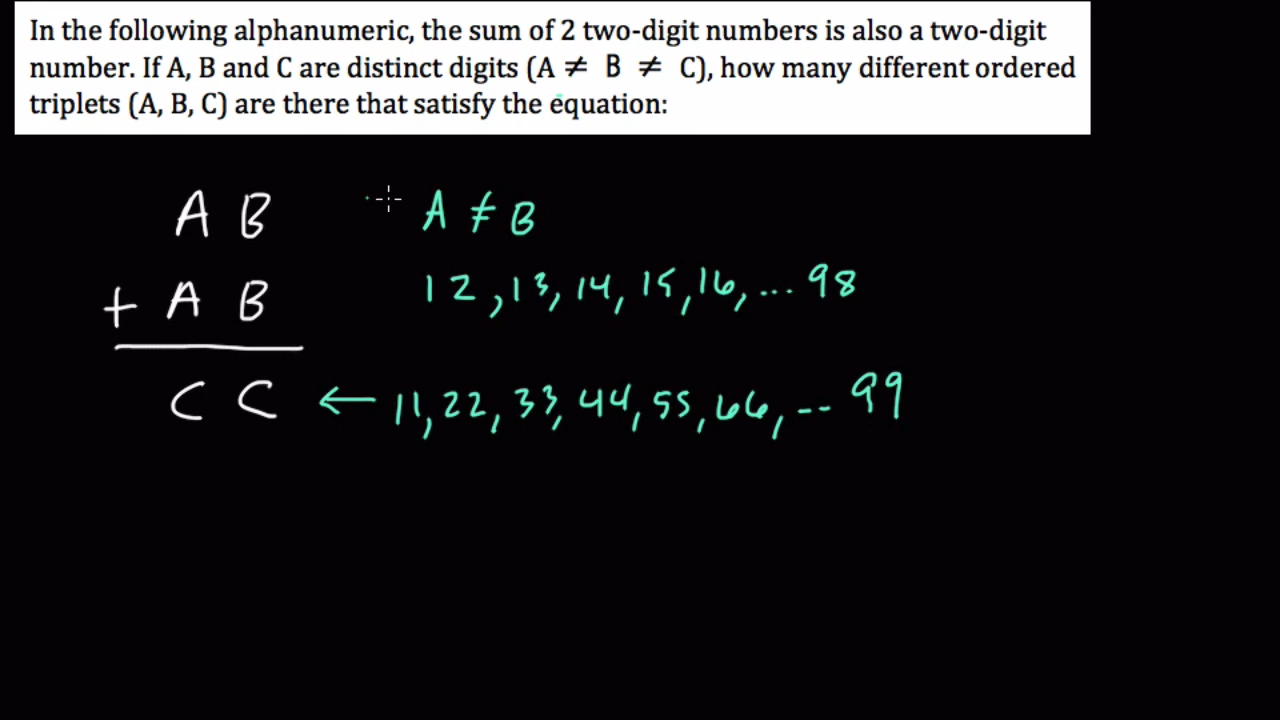 In the following alphanumeric, the sum of 2 two-digit numbers is also a two-digit
number. If A, B and C are distinct digits (A ≠ B ≠ C), how many different ordered
triplets (A, B, C) are there that satisfy the equation:
A B
A ≠ B
12, 13, 14, 15, 16, ... 98
+ A B
C C ← 11, 22, 33, 44, 55, 66, -- 99